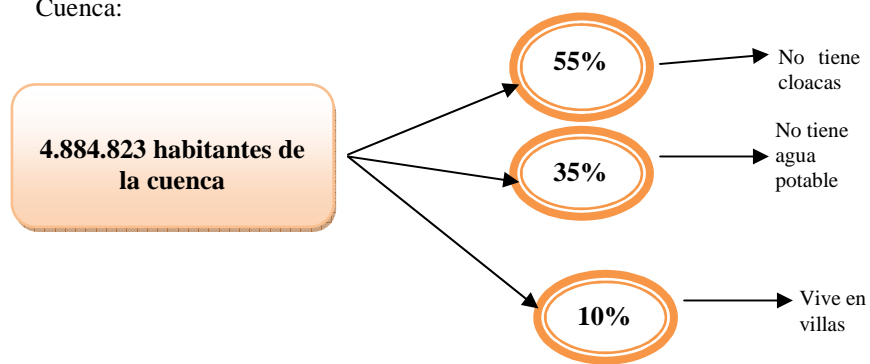 Cuenca:
4.884.823 habitantes de
la cuenca
55%
No tiene
cloacas
35%
No tiene
agua
potable
10%
Vive en
villas